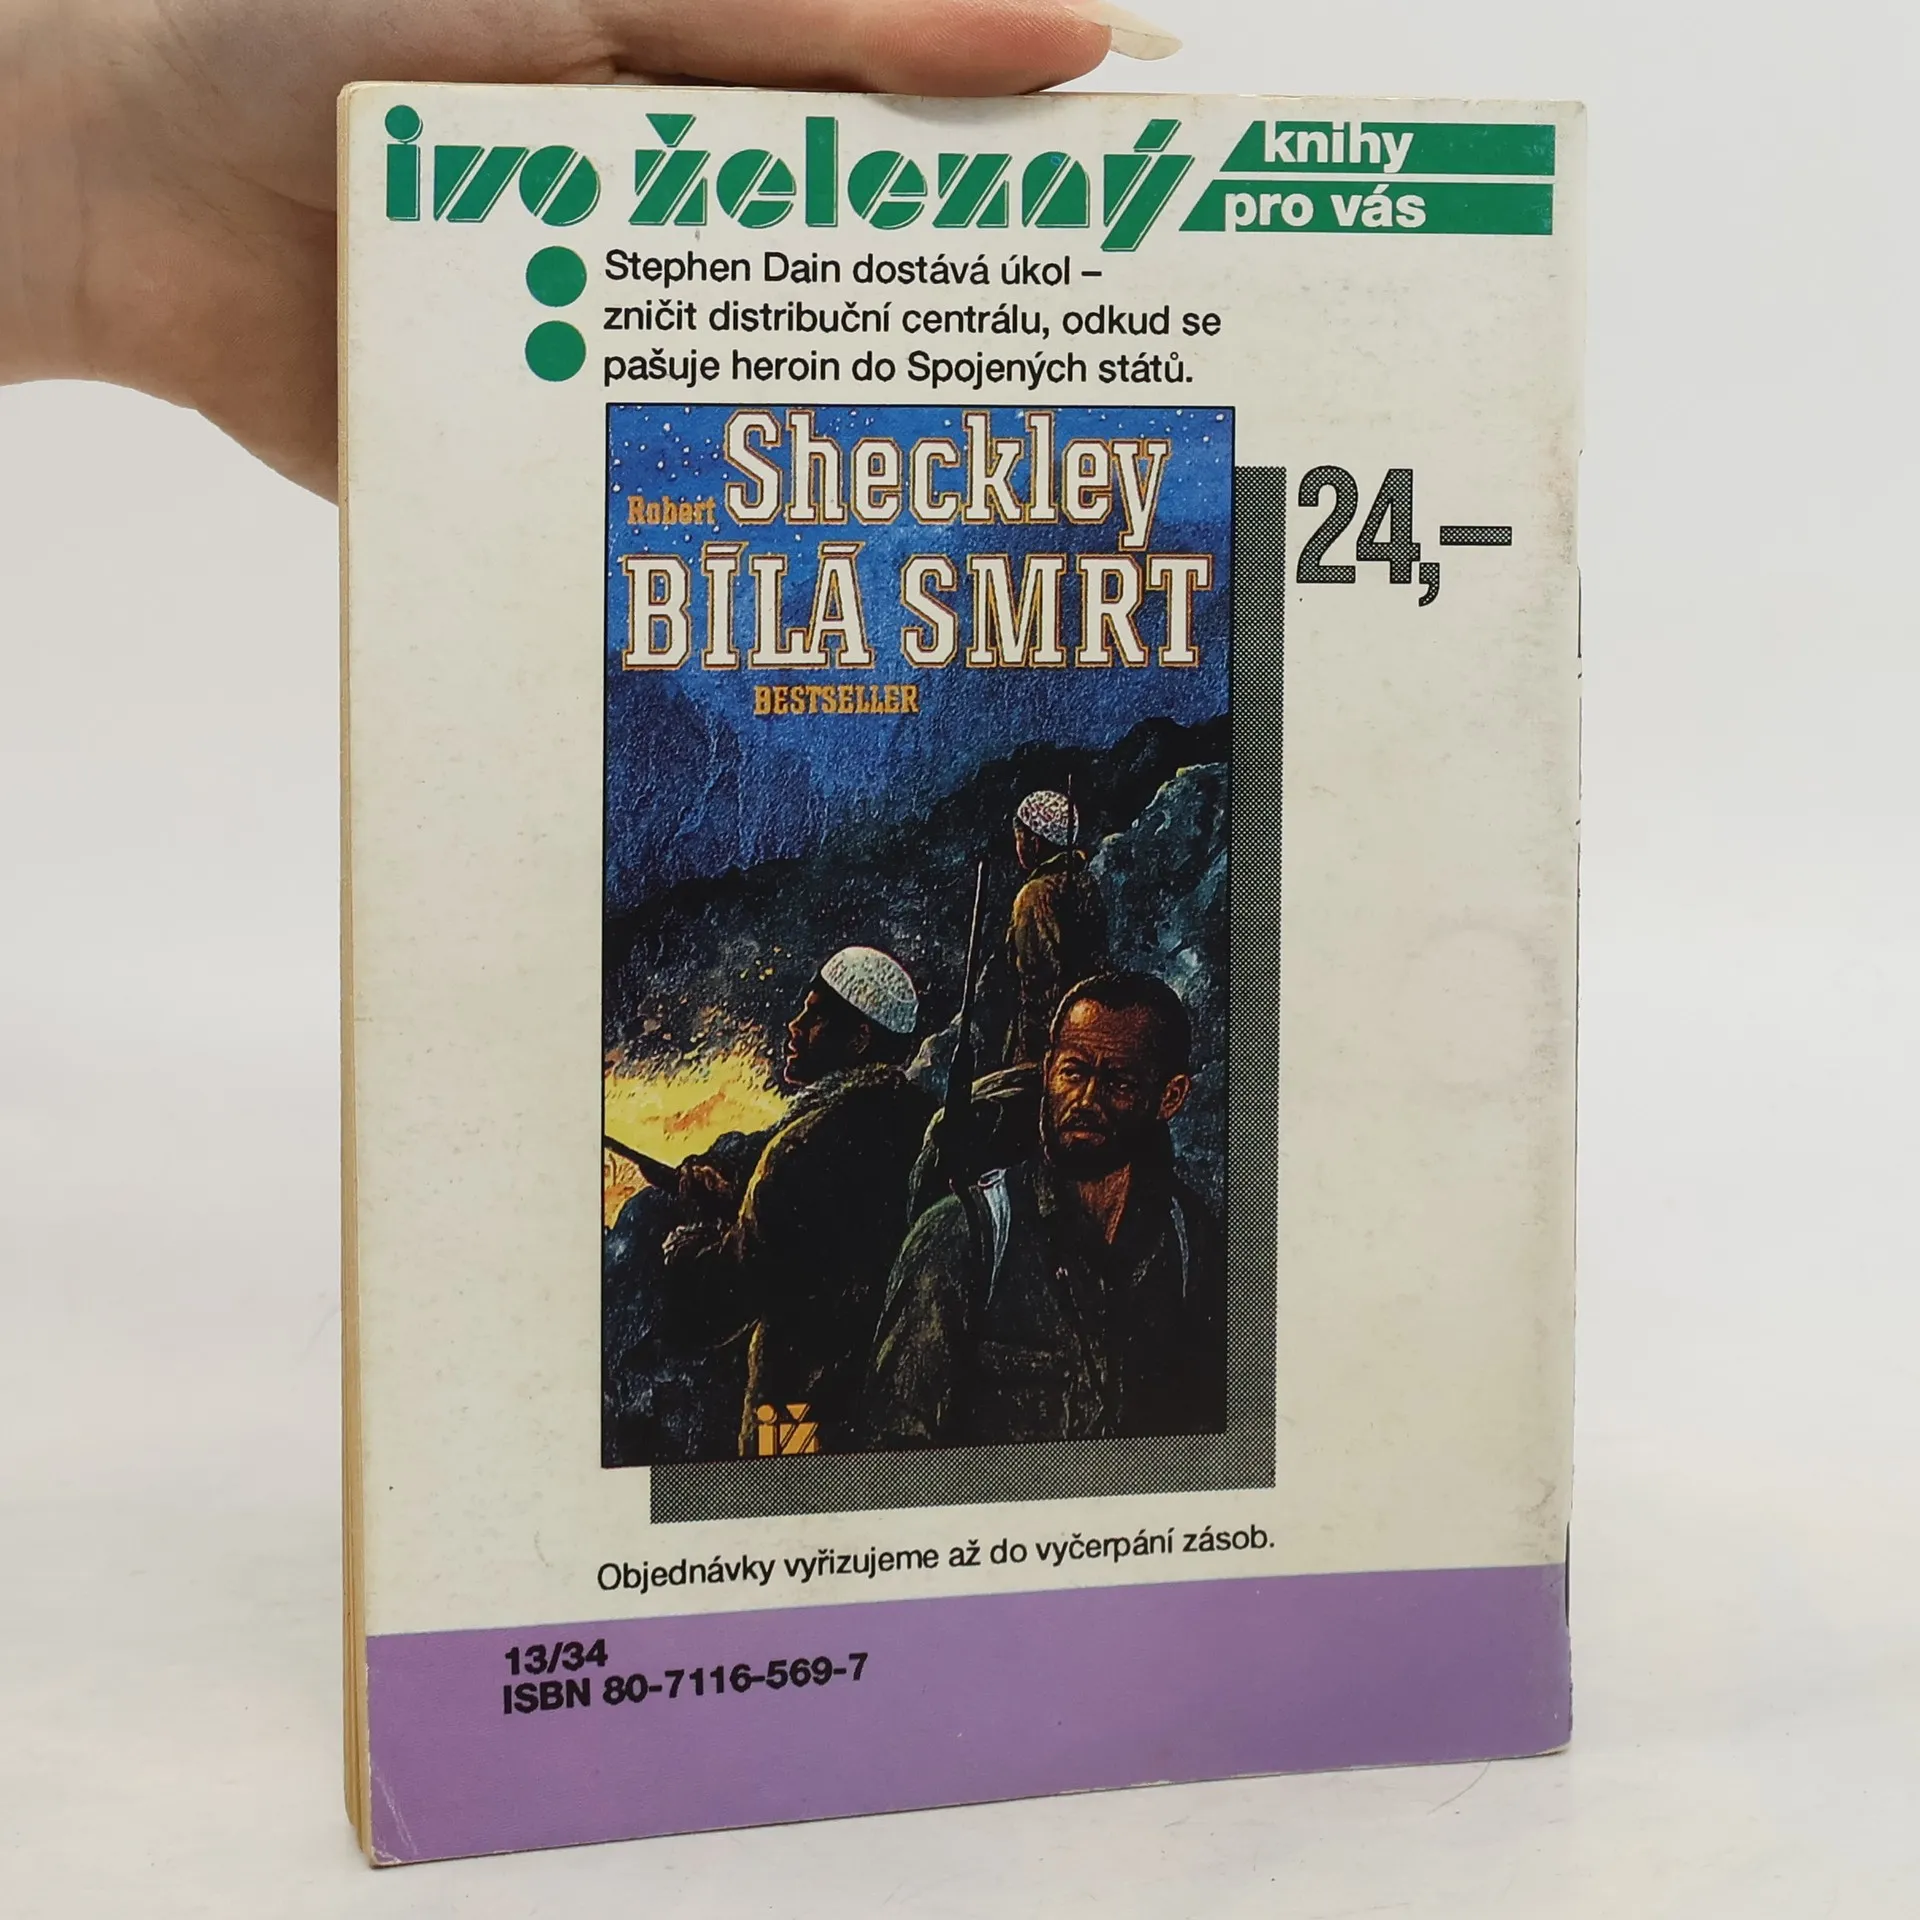 ivo železný
knihy
pro vás
Stephen Dain dostává úkol –
zničit distribuční centrálu, odkud se
pašuje heroin do Spojených států.
Robert Sheckley
BÍLÁ SMRT
BESTSELLER
24,–
iž
Objednávky vyřizujeme až do vyčerpání zásob.
13/34
ISBN 80-7116-569-7